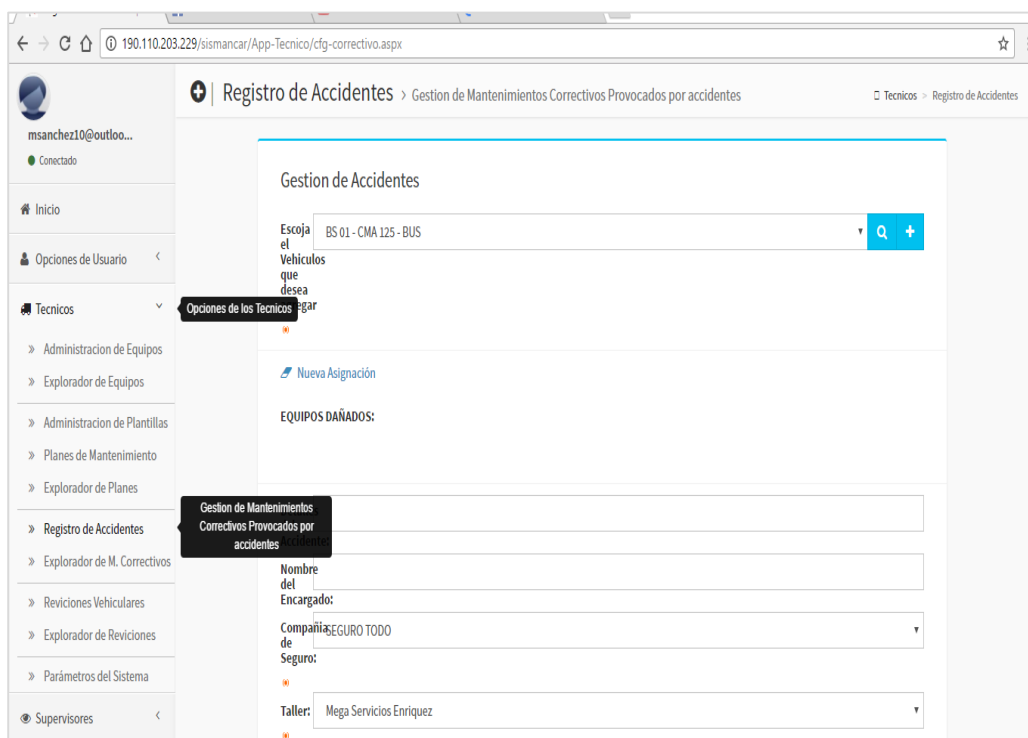 190.110.203.229/sismancar/App-Tecnico/cfg-correctivo.aspx
msanchez10@outloo...
Conectado
Inicio
Opciones de Usuario
Tecnicos
Administracion de Equipos
Explorador de Equipos
Administracion de Plantillas
Planes de Mantenimiento
Explorador de Planes
Registro de Accidentes
Explorador de M. Correctivos
Reviciones Vehiculares
Explorador de Reviciones
Parámetros del Sistema
Supervisores
Opciones de los Tecnicos
Gestion de Mantenimientos
Correctivos Provocados por
accidentes
| Registro de Accidentes > Gestion de Mantenimientos Correctivos Provocados por accidentes
Tecnicos > Registro de Accidentes
Gestion de Accidentes
Escoja
el
Vehiculos
que
desea
BS 01 - CMA 125 - BUS
Nueva Asignación
EQUIPOS DAÑADOS:
Nombre
del
Encargado:
Compañia
de
Seguro:
SEGURO TODO
Taller:
Mega Servicios Enriquez